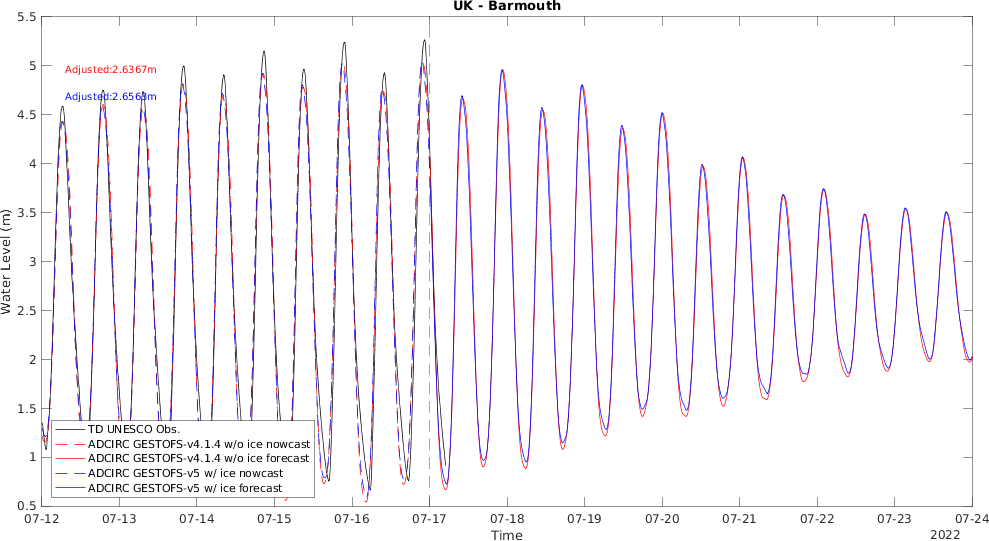 UK - Barmouth
5.5
5
4.5
4
3.5
3
2.5
2
1.5
1
0.5
Water Level (m)
Adjusted:2.6367m
Adjusted:2.6563m
TD UNESCO Obs.
ADCIRC GESTOFS-v4.1.4 w/o ice nowcast
ADCIRC GESTOFS-v4.1.4 w/o ice forecast
ADCIRC GESTOFS-v5 w/ ice nowcast
ADCIRC GESTOFS-v5 w/ ice forecast
07-12 07-13 07-14 07-15 07-16 07-17 07-18 07-19 07-20 07-21 07-22 07-23 07-24
Time
2022